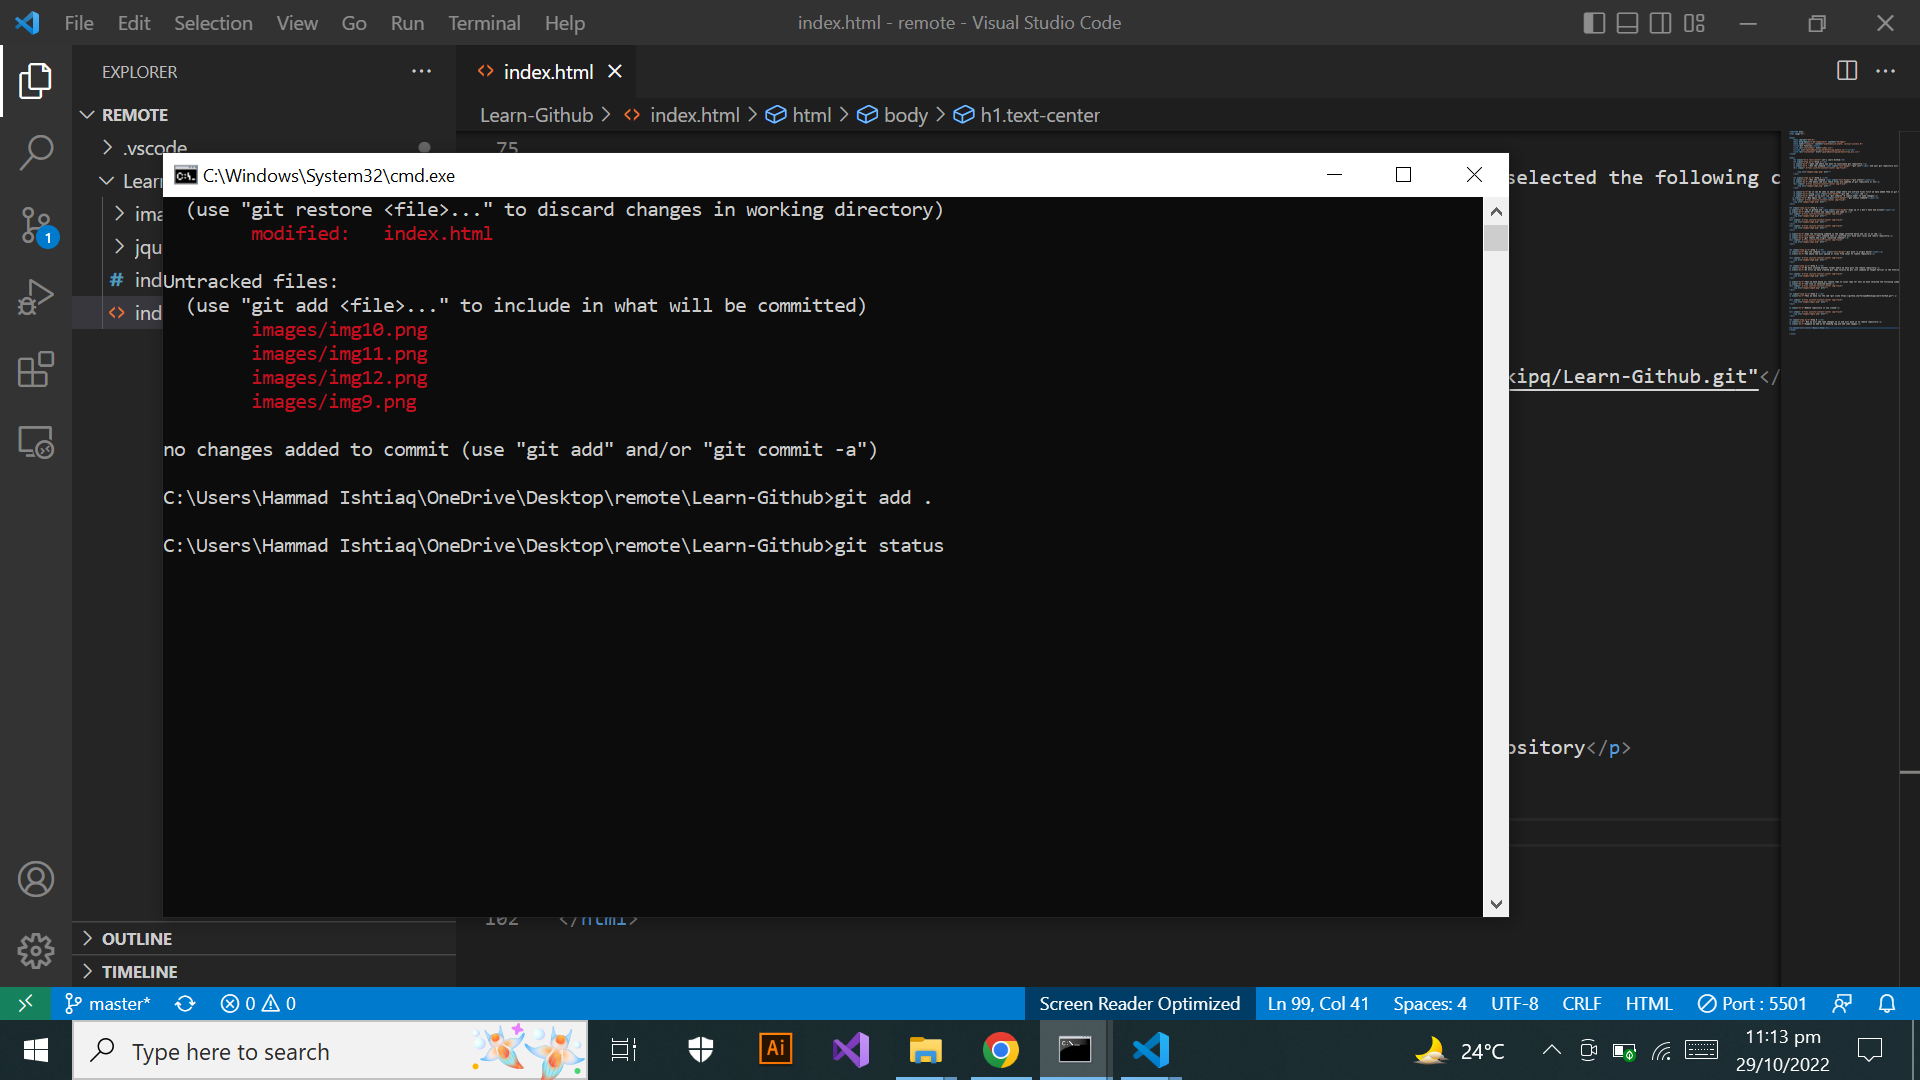 File Edit Selection View Go Run Terminal Help
index.html - remote - Visual Studio Code
EXPLORER
index.html
REMOTE
Learn-Github > index.html > html > body > h1.text-center
.vscode
75
Lear
ima
jqu
ind
ind
selected the following c
ipq/Learn-Github.git"</
ository</p>
C:\Windows\System32\cmd.exe
(use "git restore <file>..." to discard changes in working directory)
modified:   index.html
Untracked files:
(use "git add <file>..." to include in what will be committed)
images/img10.png
images/img11.png
images/img12.png
images/img9.png
no changes added to commit (use "git add" and/or "git commit -a")
C:\Users\Hammad Ishtiaq\OneDrive\Desktop\remote\Learn-Github>git add .
C:\Users\Hammad Ishtiaq\OneDrive\Desktop\remote\Learn-Github>git status
102 </html>
1
OUTLINE
TIMELINE
master* 0 0
Screen Reader Optimized Ln 99, Col 41 Spaces: 4 UTF-8 CRLF HTML Port : 5501
Type here to search
Ai
24°C
11:13 pm
29/10/2022